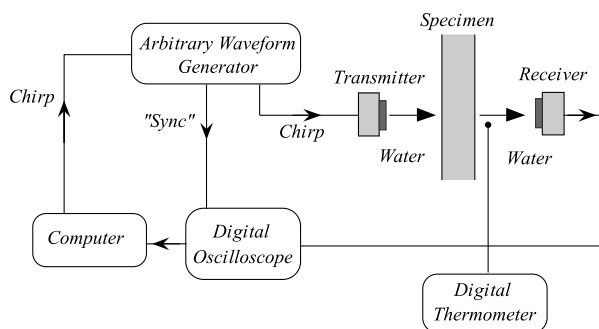 Specimen
Arbitrary Waveform
Generator
Transmitter
Receiver
Chirp
"Sync"
Chirp
Water
Water
Computer
Digital
Oscilloscope
Digital
Thermometer